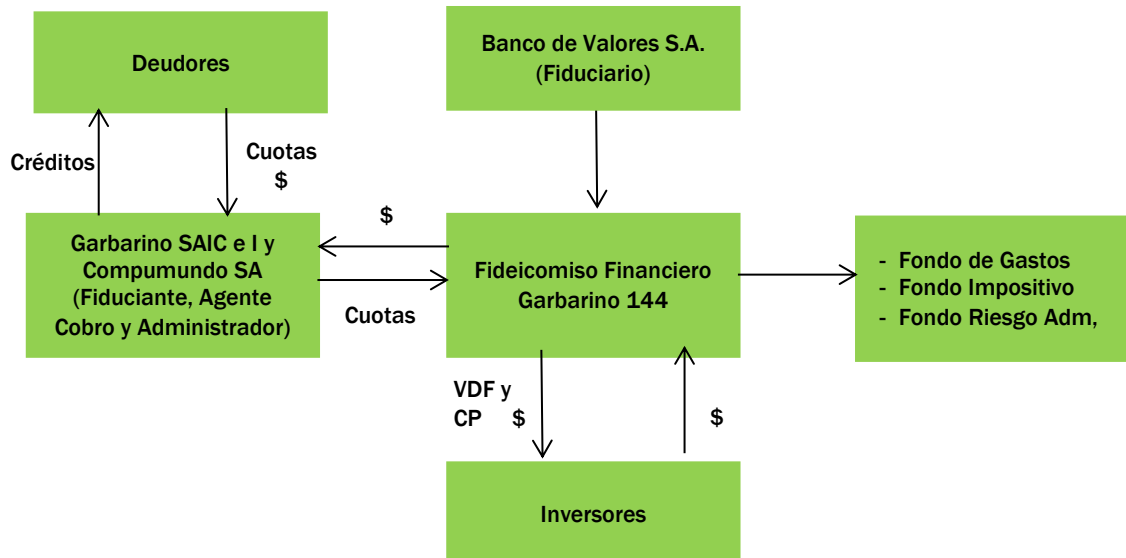 Deudores
Banco de Valores S.A.
(Fiduciario)
Créditos
Cuotas
$
Garbarino SAIC e I y
Compumundo SA
(Fiduciante, Agente
Cobro y Administrador)
$
Cuotas
Fideicomiso Financiero
Garbarino 144
- Fondo de Gastos
- Fondo Impositivo
- Fondo Riesgo Adm,
VDF y
CP $
$
Inversores